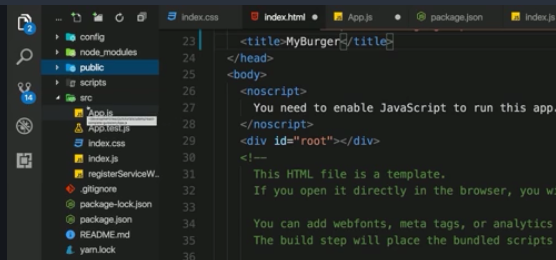 ... index.css index.html App.js package.json index.js
2
14
config
node_modules
public
scripts
src
App.js
App.test.js
index.css
index.js
registerServiceW...
.gitignore
package-lock.json
package.json
README.md
yarn.lock
23 <title>MyBurger</title>
24 </head>
25 <body>
26 <noscript>
27 You need to enable JavaScript to run this app.
28 </noscript>
29 <div id="root"></div>
30 <!--
31 This HTML file is a template.
32 If you open it directly in the browser, you
33
34 You can add webfonts, meta tags, or analytics
35 The build step will place the bundled scripts
36